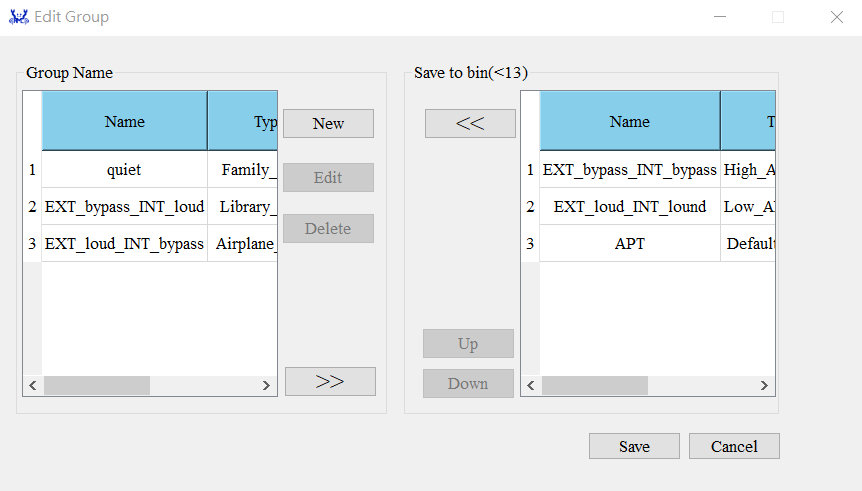 Edit Group
Group Name
Name Typ
1 quiet Family_
2 EXT_bypass_INT_loud Library_
3 EXT_loud_INT_bypass Airplane_
New
Edit
Delete
>>
Save to bin(<13)
<<
Up
Down
Name T
1 EXT_bypass_INT_bypass High_A
2 EXT_loud_INT_lound Low_A
3 APT Default
Save Cancel